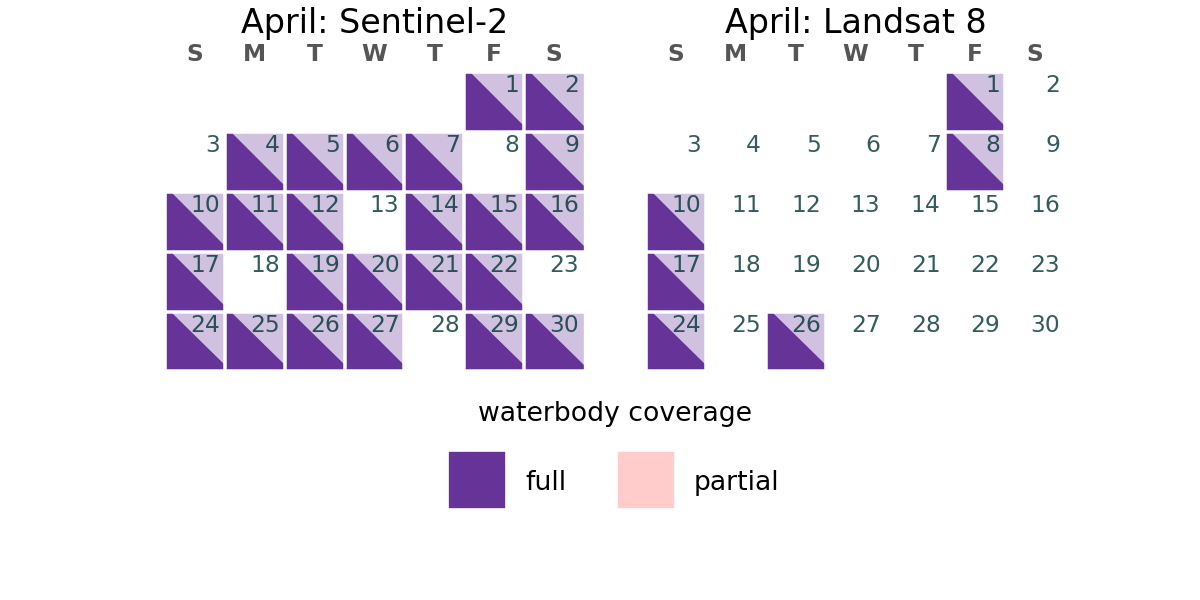 April: Sentinel-2
S M T W T F S
1 2
3 4 5 6 7 8 9
10 11 12 13 14 15 16
17 18 19 20 21 22 23
24 25 26 27 28 29 30
April: Landsat 8
S M T W T F S
1 2
3 4 5 6 7 8 9
10 11 12 13 14 15 16
17 18 19 20 21 22 23
24 25 26 27 28 29 30
waterbody coverage
full partial